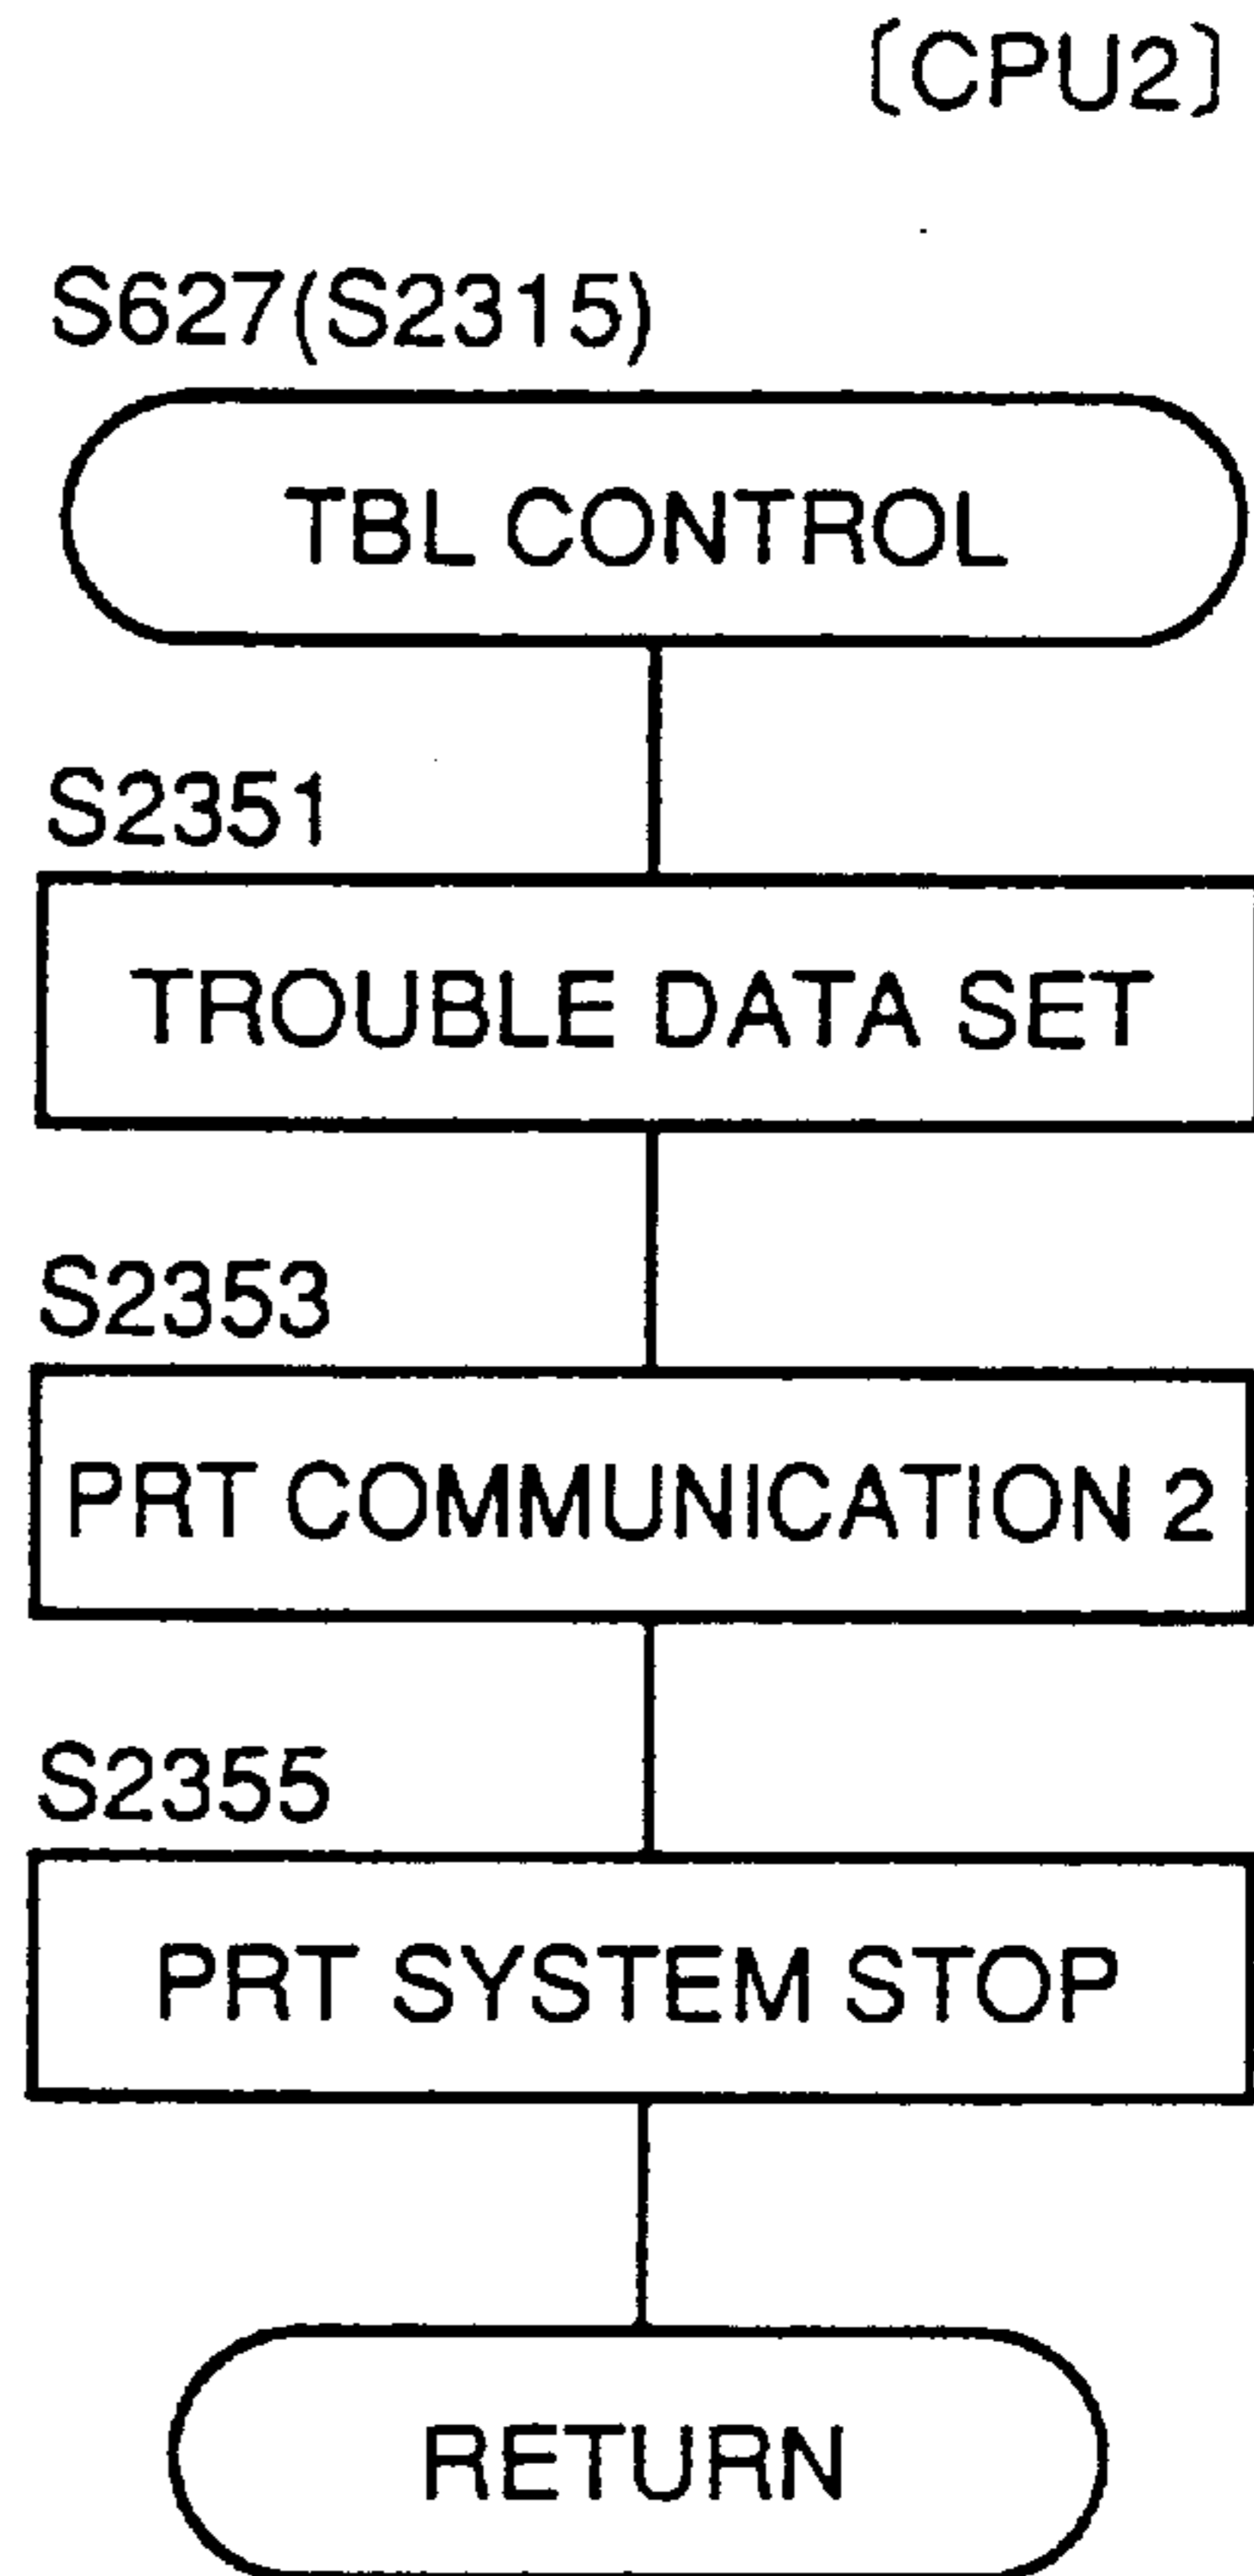 〔CPU2〕
S627(S2315)
TBL CONTROL
S2351
TROUBLE DATA SET
S2353
PRT COMMUNICATION 2
S2355
PRT SYSTEM STOP
RETURN